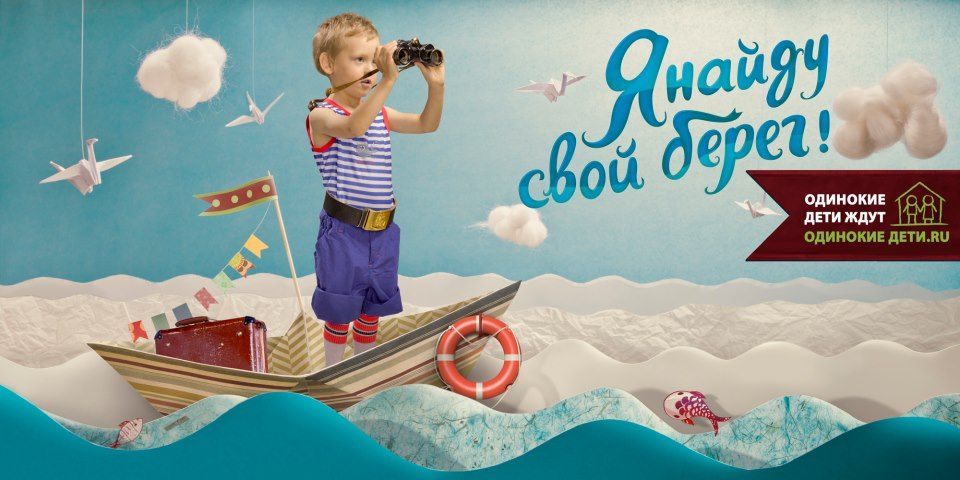 Я найду
свой берег!
ОДИНОКИЕ
ДЕТИ ЖДУТ
ОДИНОКИЕ ДЕТИ.RU